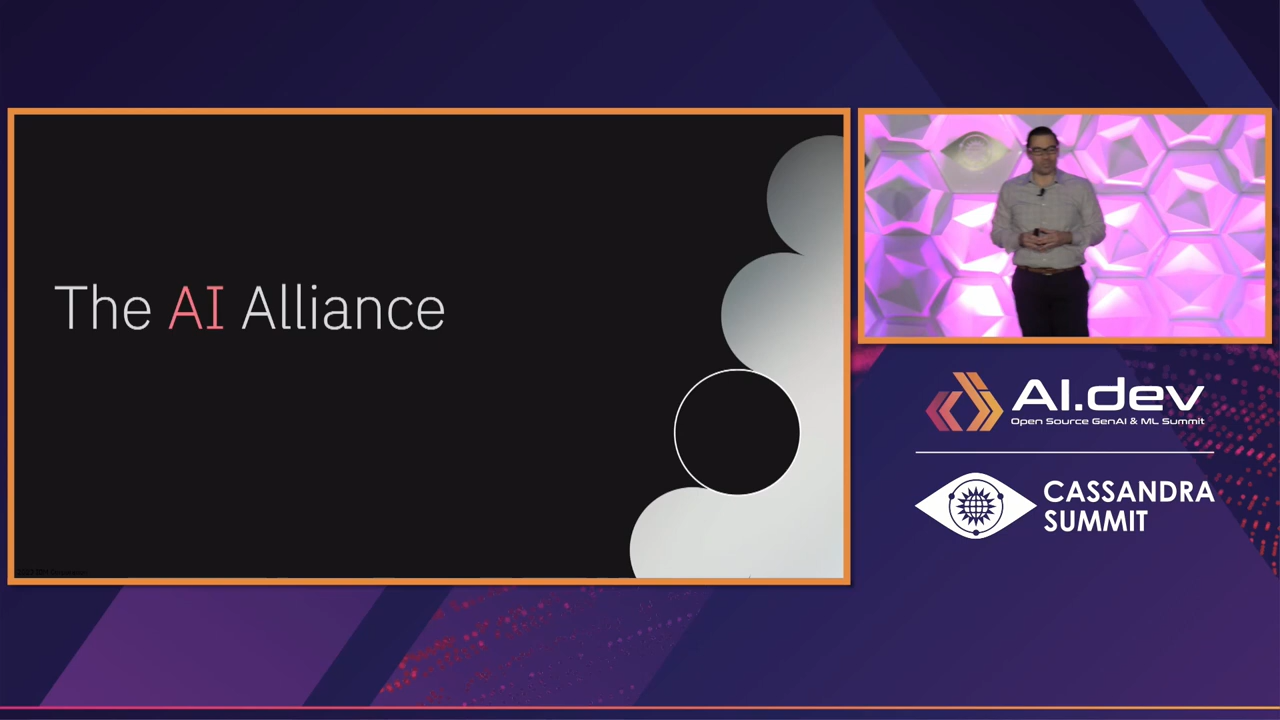 The AI Alliance
AI.dev
Open Source GenAI & ML Summit
CASSANDRA
SUMMIT